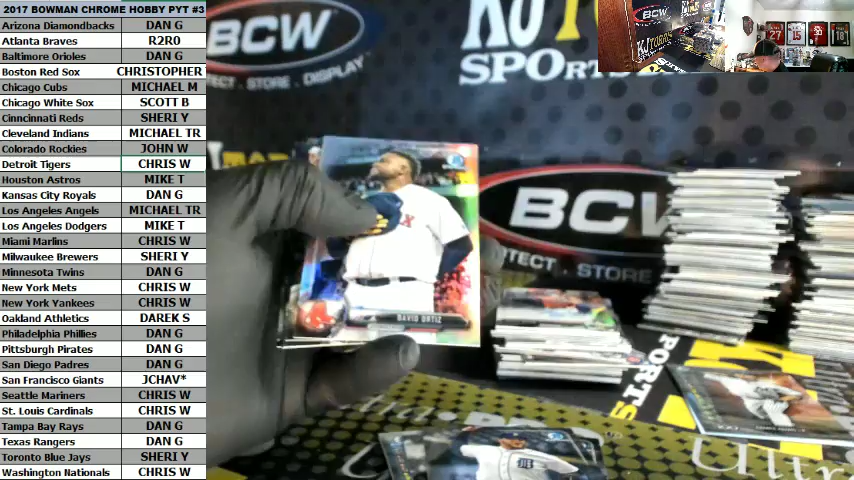 2017 BOWMAN CHROME HOBBY PYT #3
Arizona Diamondbacks DAN G
Atlanta Braves R2R0
Baltimore Orioles DAN G
Boston Red Sox CHRISTOPHER
Chicago Cubs MICHAEL M
Chicago White Sox SCOTT B
Cinncinati Reds SHERI Y
Cleveland Indians MICHAEL TR
Colorado Rockies JOHN W
Detroit Tigers CHRIS W
Houston Astros MIKE T
Kansas City Royals DAN G
Los Angeles Angels MICHAEL TR
Los Angeles Dodgers MIKE T
Miami Marlins CHRIS W
Milwaukee Brewers SHERI Y
Minnesota Twins DAN G
New York Mets CHRIS W
New York Yankees CHRIS W
Oakland Athletics DAREK S
Philadelphia Phillies DAN G
Pittsburgh Pirates DAN G
San Diego Padres DAN G
San Francisco Giants JCHAV*
Seattle Mariners CHRIS W
St. Louis Cardinals CHRIS W
Tampa Bay Rays DAN G
Texas Rangers DAN G
Toronto Blue Jays SHERI Y
Washington Nationals CHRIS W
BCW
SPORTS
DAVID ORTIZ
BCW
TECT . STORE
27
15
18